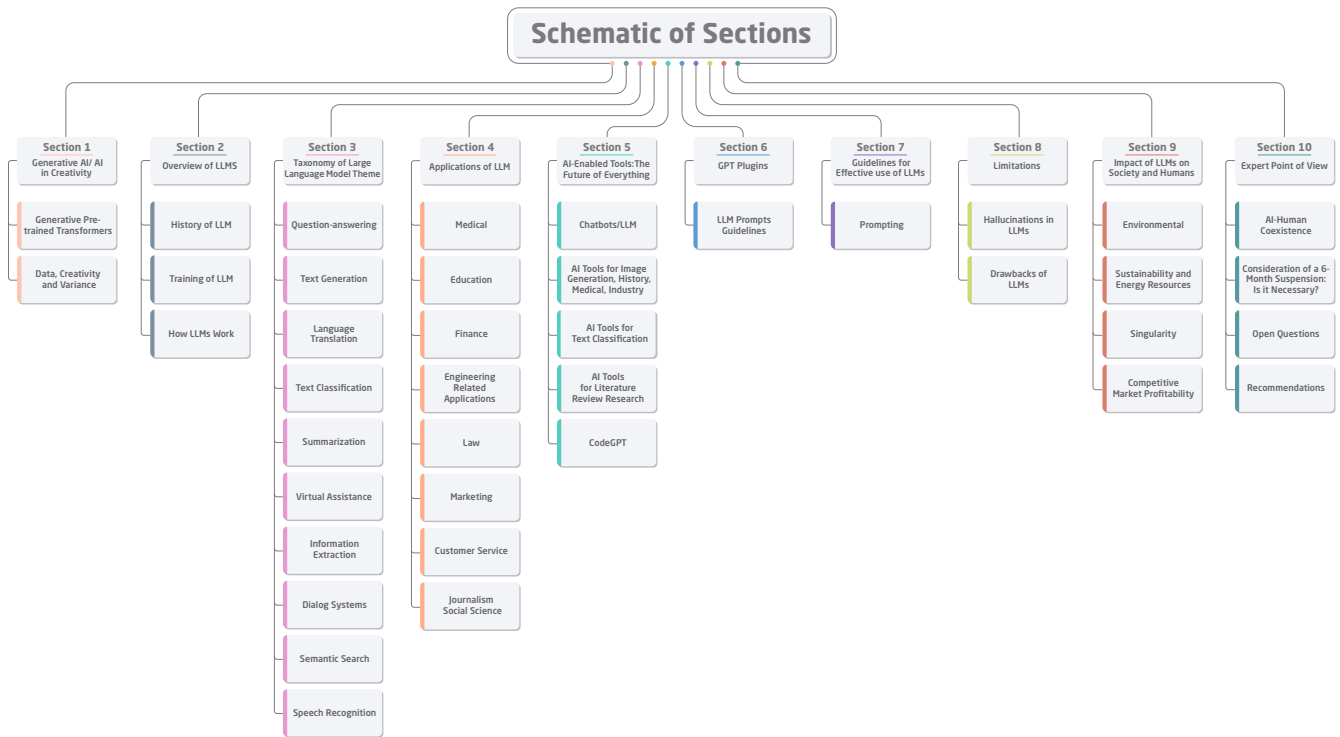 Schematic of Sections
Section 1
Generative AI/ AI
in Creativity
Generative Pre-
trained Transformers
Data, Creativity
and Variance
Section 2
Overview of LLMS
History of LLM
Training of LLM
How LLMs Work
Section 3
Taxonomy of Large
Language Model Theme
Question-answering
Text Generation
Language
Translation
Text Classification
Summarization
Virtual Assistance
Information
Extraction
Dialog Systems
Semantic Search
Speech Recognition
Section 4
Applications of LLM
Medical
Education
Finance
Engineering
Related
Applications
Law
Marketing
Customer Service
Journalism
Social Science
Section 5
AI-Enabled Tools:The
Future of Everything
Chatbots/LLM
AI Tools for Image
Generation, History,
Medical, Industry
AI Tools for
Text Classification
AI Tools
for Literature
Review Research
CodeGPT
Section 6
GPT Plugins
LLM Prompts
Guidelines
Section 7
Guidelines for
Effective use of LLMs
Prompting
Section 8
Limitations
Hallucinations in
LLMs
Drawbacks of
LLMs
Section 9
Impact of LLMs on
Society and Humans
Environmental
Sustainability and
Energy Resources
Singularity
Competitive
Market Profitability
Section 10
Expert Point of View
AI-Human
Coexistence
Consideration of a 6-
Month Suspension:
Is it Necessary?
Open Questions
Recommendations